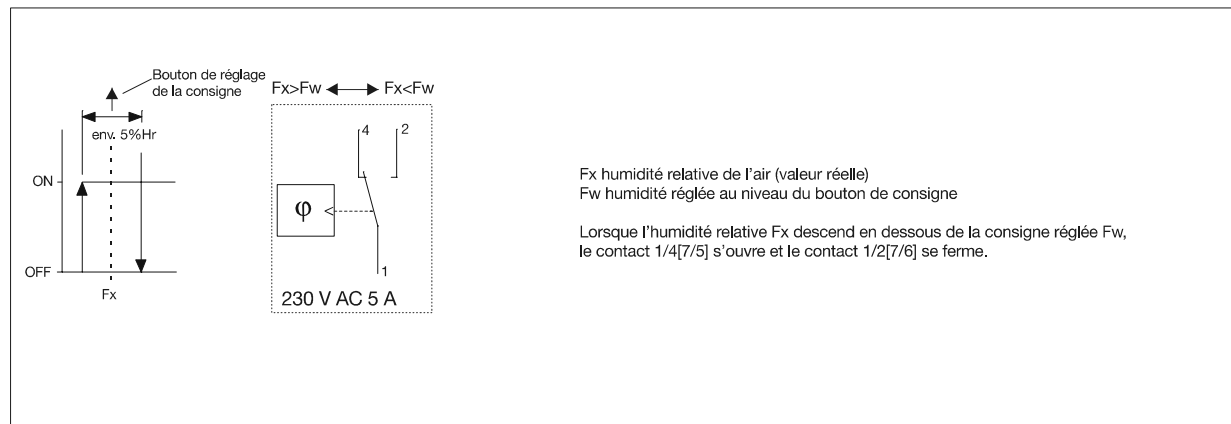 Bouton de réglage
de la consigne
env. 5%Hr
ON
OFF
Fx
Fx>Fw
Fx<Fw
4
2
φ
1
230 V AC 5 A
Fx humidité relative de l'air (valeur réelle)
Fw humidité réglée au niveau du bouton de consigne
Lorsque l'humidité relative Fx descend en dessous de la consigne réglée Fw,
le contact 1/4[7/5] s'ouvre et le contact 1/2[7/6] se ferme.